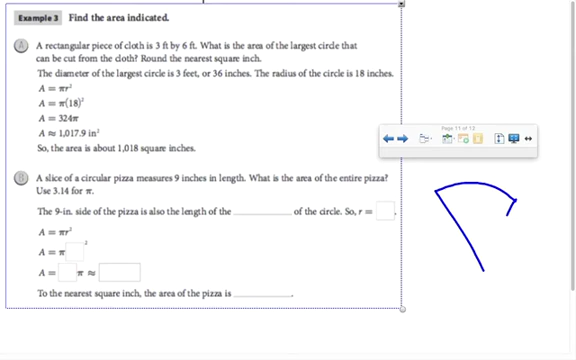 Example 3 Find the area indicated.
A A rectangular piece of cloth is 3 ft by 6 ft. What is the area of the largest circle that
can be cut from the cloth? Round the nearest square inch.
The diameter of the largest circle is 3 feet, or 36 inches. The radius of the circle is 18 inches.
A = πr²
A = π(18)²
A = 324π
A ≈ 1,017.9 in²
So, the area is about 1,018 square inches.
B A slice of a circular pizza measures 9 inches in length. What is the area of the entire pizza?
Use 3.14 for π.
The 9-in. side of the pizza is also the length of the ________ of the circle. So, r = .
A = πr²
A = π ²
A = π ≈
To the nearest square inch, the area of the pizza is ________.
Page 11 of 13